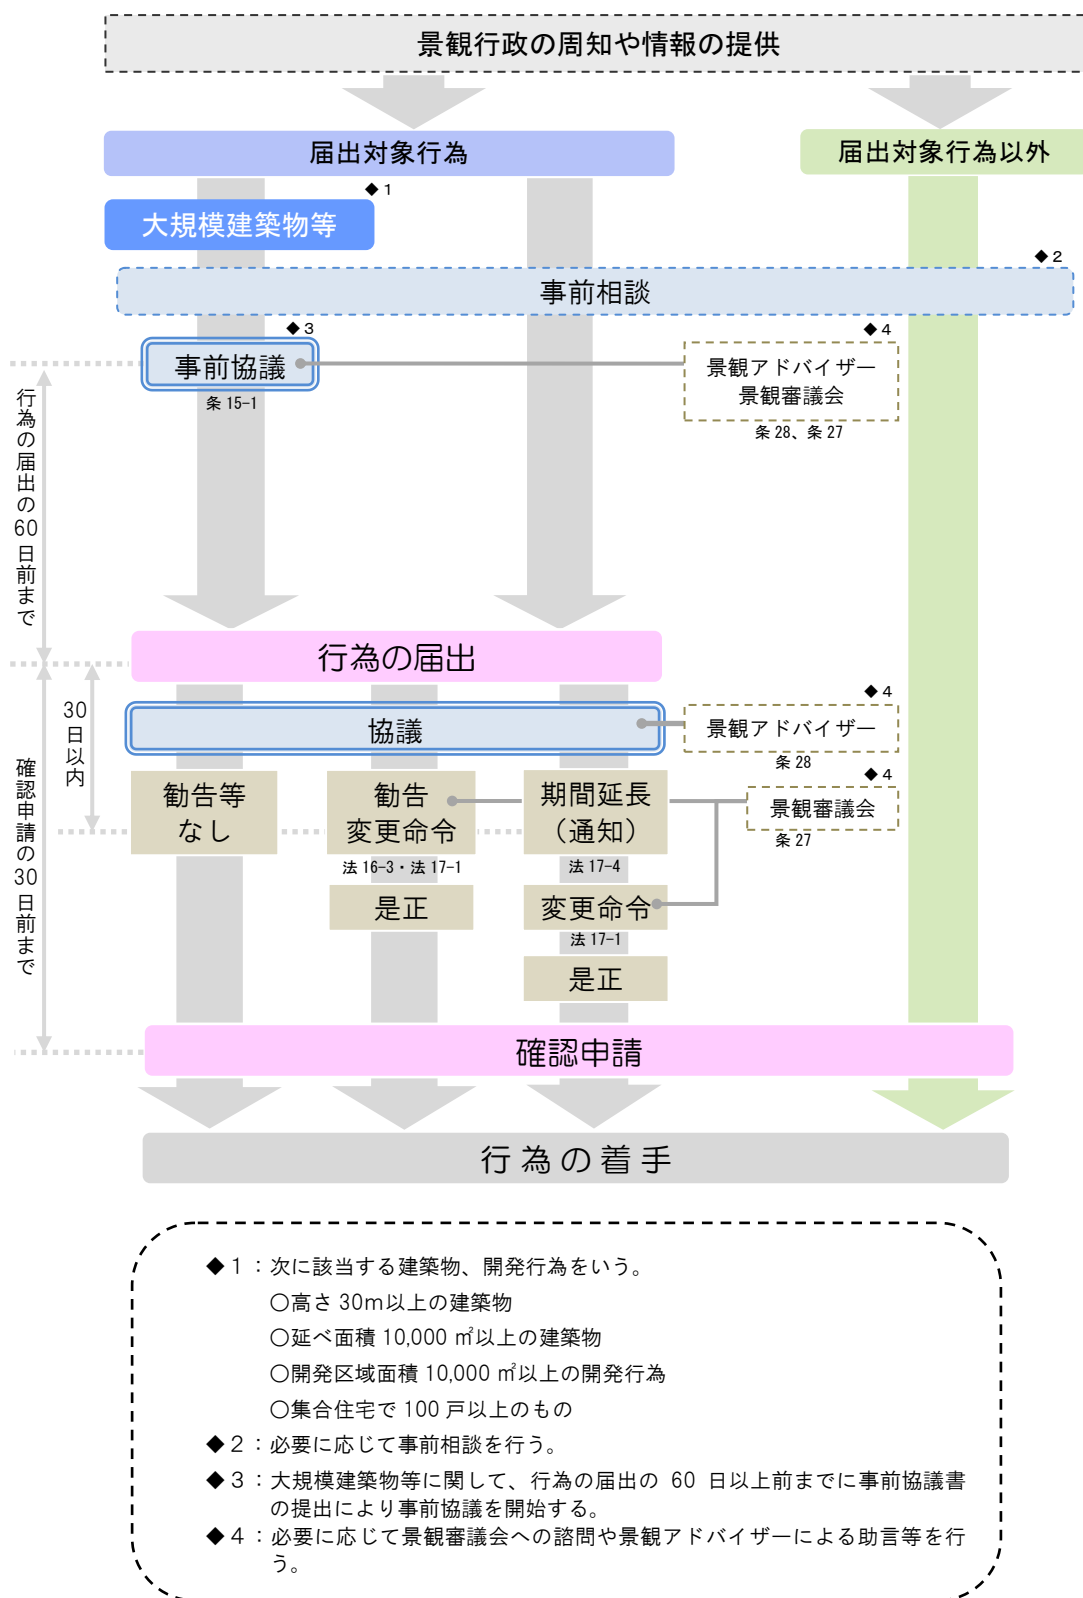 景観行政の周知や情報の提供
届出対象行為
届出対象行為以外
◆1
大規模建築物等
◆2
事前相談
◆3
◆4
事前協議
条 15-1
景観アドバイザー
景観審議会
条 28、条 27
行為の届出の60日前まで
行為の届出
30日以内
確認申請の30日前まで
◆4
協議
景観アドバイザー
条 28
◆4
勧告等
なし
勧告
変更命令
法 16-3・法 17-1
是正
期間延長
（通知）
法 17-4
変更命令
法 17-1
是正
景観審議会
条 27
確認申請
行為の着手
◆1：次に該当する建築物、開発行為をいう。
○高さ 30ｍ以上の建築物
○延べ面積 10,000 ㎡以上の建築物
○開発区域面積 10,000 ㎡以上の開発行為
○集合住宅で 100 戸以上のもの
◆2：必要に応じて事前相談を行う。
◆3：大規模建築物等に関して、行為の届出の 60 日以上前までに事前協議書
の提出により事前協議を開始する。
◆4：必要に応じて景観審議会への諮問や景観アドバイザーによる助言等を行
う。